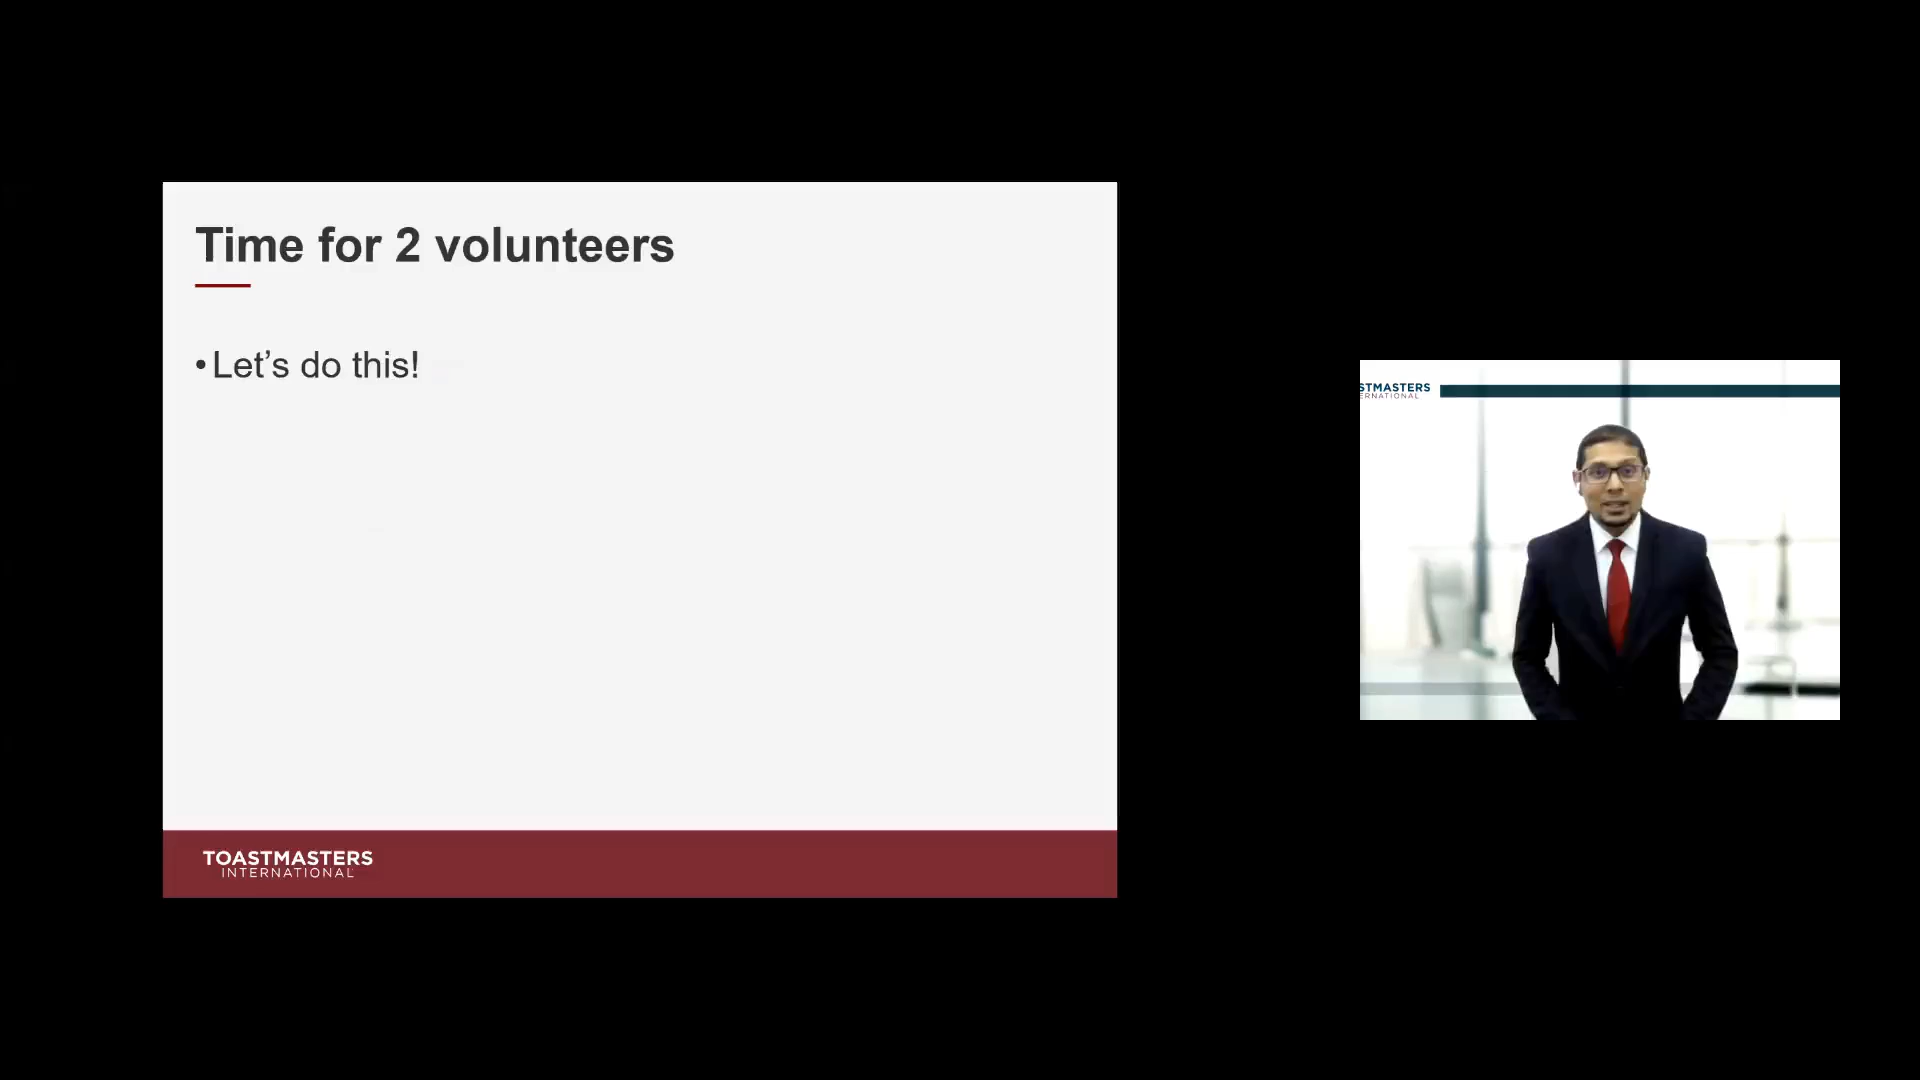 Time for 2 volunteers
•Let’s do this!
TOASTMASTERS
INTERNATIONAL
STMASTERS
ERNATIONAL